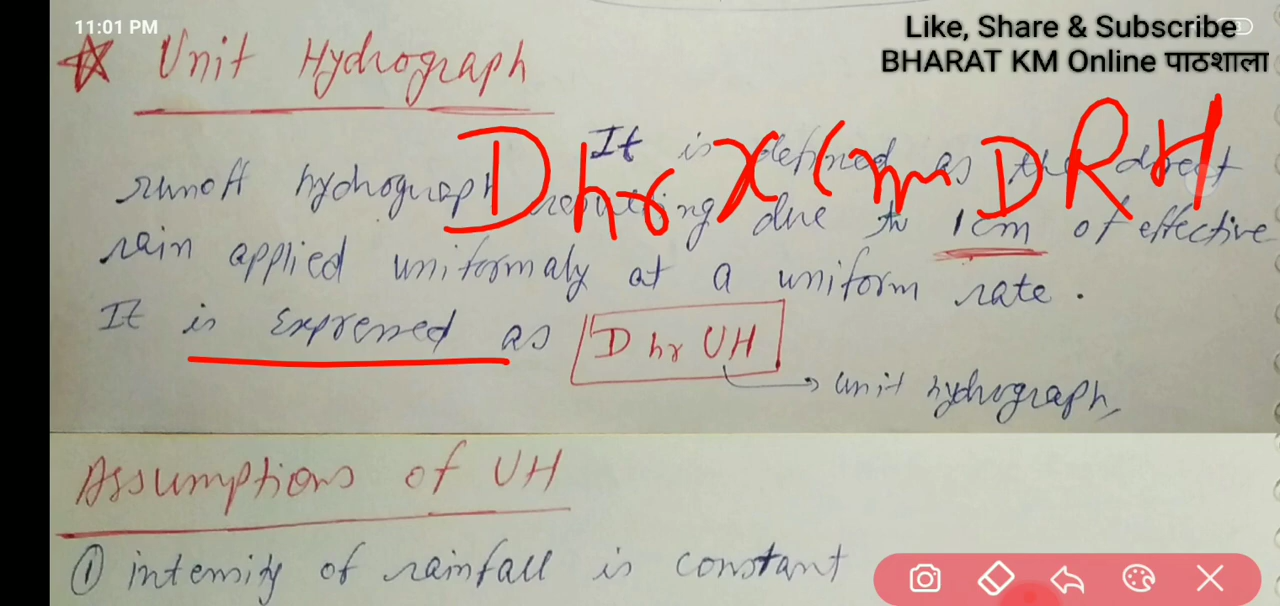 11:01 PM
Like, Share & Subscribe
BHARAT KM Online पाठशाला
Unit Hydrograph
D hr x cm DRH
It is defined as the direct
runoff hydrograph resulting due to 1cm of effective
rain applied uniformaly at a uniform rate.
It is expressed as D hr UH
unit hydrograph,
Assumptions of UH
① intensity of rainfall is constant